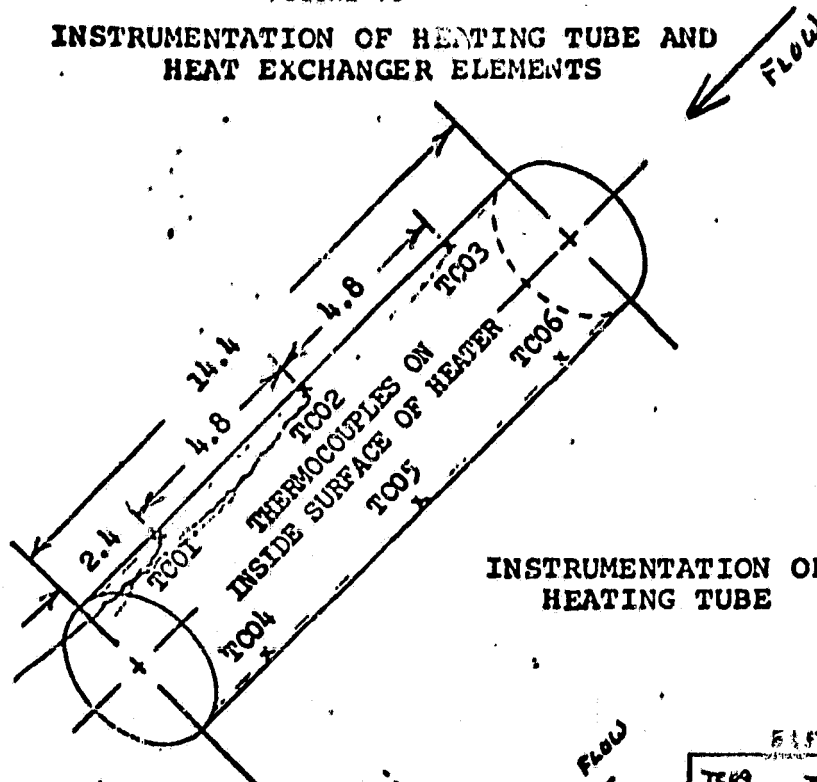 INSTRUMENTATION OF HEATING TUBE AND
HEAT EXCHANGER ELEMENTS
FLOW
14.4
4.8
4.8
2.4
TC03
TC02
TC01
THERMOCOUPLES ON
INSIDE SURFACE OF HEATER
TC06
TC05
TC04
INSTRUMENTATION
HEATING TUBE
FLOW